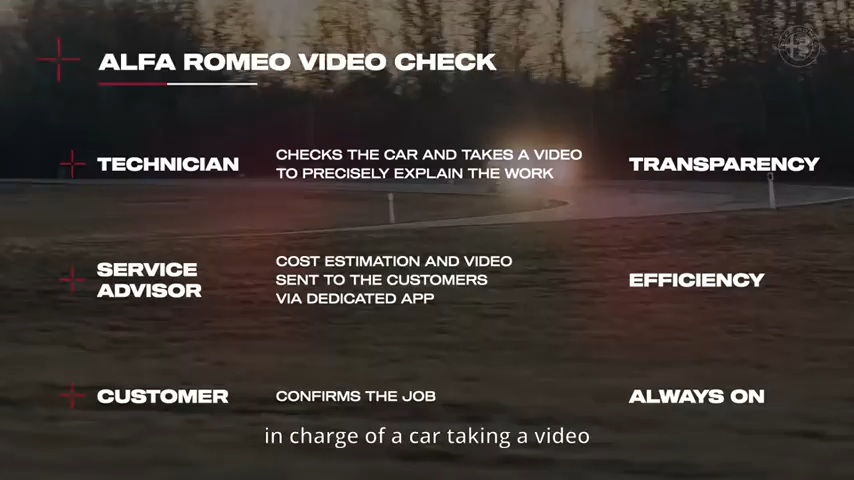 ALFA ROMEO VIDEO CHECK
TECHNICIAN
CHECKS THE CAR AND TAKES A VIDEO
TO PRECISELY EXPLAIN THE WORK
TRANSPARENCY
SERVICE
ADVISOR
COST ESTIMATION AND VIDEO
SENT TO THE CUSTOMERS
VIA DEDICATED APP
EFFICIENCY
CUSTOMER
CONFIRMS THE JOB
ALWAYS ON
in charge of a car taking a video